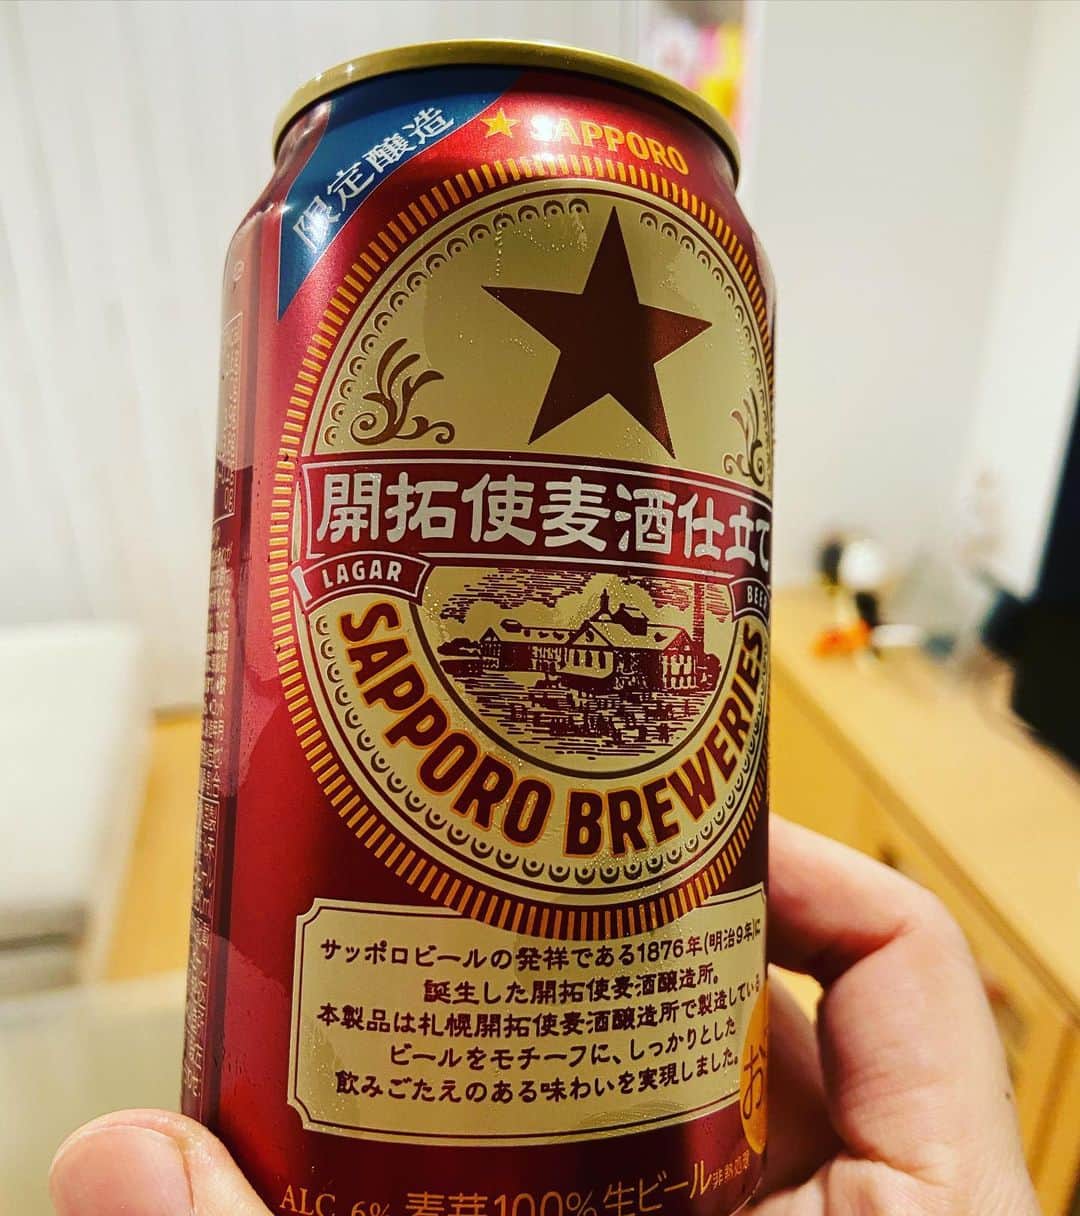 限定醸造
SAPPORO
開拓使麦酒仕立て
LAGAR
BEER
SAPPORO BREWERIES
サッポロビールの発祥である1876年(明治9年)に
誕生した開拓使麦酒醸造所。
本製品は札幌開拓使麦酒醸造所で製造している
ビールをモチーフに、しっかりとした
飲みごたえのある味わいを実現しました。
お
ALC. 6% 麦芽100% 生ビール 非熱処理